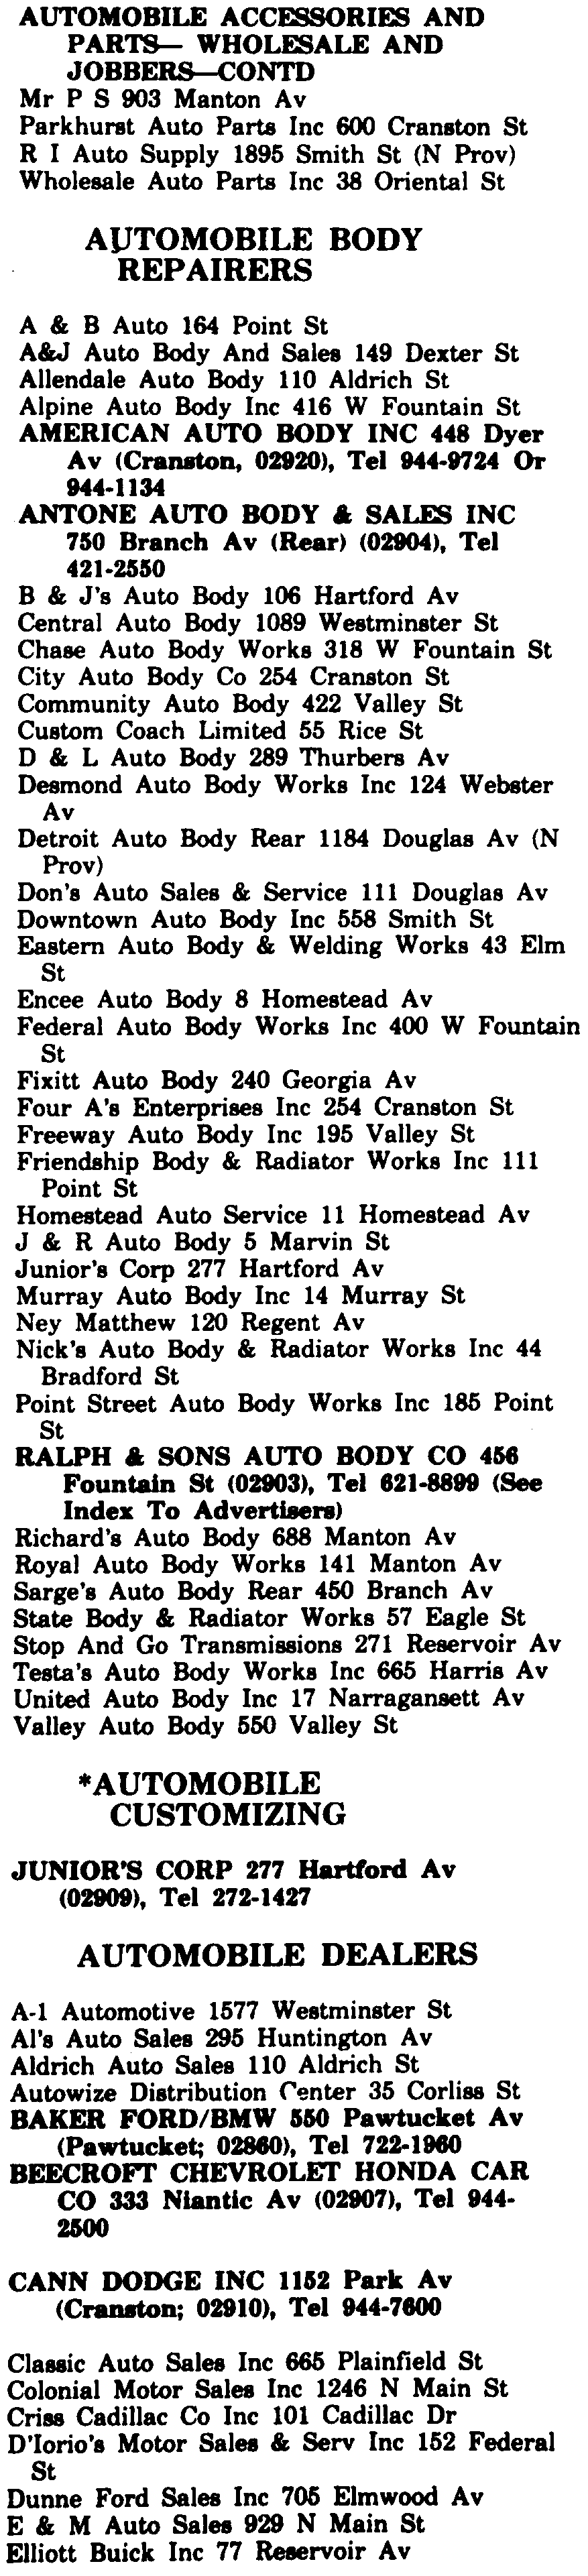 AUTOMOBILE ACCESSORIES AND
PARTS— WHOLESALE AND
JOBBERS—CONTD
Mr P S 903 Manton Av
Parkhurst Auto Parts Inc 600 Cranston St
R I Auto Supply 1895 Smith St (N Prov)
Wholesale Auto Parts Inc 38 Oriental St
AUTOMOBILE BODY
REPAIRERS
A & B Auto 164 Point St
A&J Auto Body And Sales 149 Dexter St
Allendale Auto Body 110 Aldrich St
Alpine Auto Body Inc 416 W Fountain St
AMERICAN AUTO BODY INC 448 Dyer
Av (Cranston, 02920), Tel 944-9724 Or
944-1134
ANTONE AUTO BODY & SALES INC
750 Branch Av (Rear) (02904), Tel
421-2550
B & J's Auto Body 106 Hartford Av
Central Auto Body 1089 Westminster St
Chase Auto Body Works 318 W Fountain St
City Auto Body Co 254 Cranston St
Community Auto Body 422 Valley St
Custom Coach Limited 55 Rice St
D & L Auto Body 289 Thurbers Av
Desmond Auto Body Works Inc 124 Webster
Av
Detroit Auto Body Rear 1184 Douglas Av (N
Prov)
Don's Auto Sales & Service 111 Douglas Av
Downtown Auto Body Inc 558 Smith St
Eastern Auto Body & Welding Works 43 Elm
St
Encee Auto Body 8 Homestead Av
Federal Auto Body Works Inc 400 W Fountain
St
Fixitt Auto Body 240 Georgia Av
Four A's Enterprises Inc 254 Cranston St
Freeway Auto Body Inc 195 Valley St
Friendship Body & Radiator Works Inc 111
Point St
Homestead Auto Service 11 Homestead Av
J & R Auto Body 5 Marvin St
Junior's Corp 277 Hartford Av
Murray Auto Body Inc 14 Murray St
Ney Matthew 120 Regent Av
Nick's Auto Body & Radiator Works Inc 44
Bradford St
Point Street Auto Body Works Inc 185 Point
St
RALPH & SONS AUTO BODY CO 456
Fountain St (02903), Tel 621-8899 (See
Index To Advertisers)
Richard's Auto Body 688 Manton Av
Royal Auto Body Works 141 Manton Av
Sarge's Auto Body Rear 450 Branch Av
State Body & Radiator Works 57 Eagle St
Stop And Go Transmissions 271 Reservoir Av
Testa's Auto Body Works Inc 665 Harris Av
United Auto Body Inc 17 Narragansett Av
Valley Auto Body 550 Valley St
*AUTOMOBILE
CUSTOMIZING
JUNIOR'S CORP 277 Hartford Av
(02909), Tel 272-1427
AUTOMOBILE DEALERS
A-1 Automotive 1577 Westminster St
Al's Auto Sales 295 Huntington Av
Aldrich Auto Sales 110 Aldrich St
Autowize Distribution Center 35 Corliss St
BAKER FORD/BMW 550 Pawtucket Av
(Pawtucket; 02860), Tel 722-1960
BEECROFT CHEVROLET HONDA CAR
CO 333 Niantic Av (02907), Tel 944-
2500
CANN DODGE INC 1152 Park Av
(Cranston; 02910), Tel 944-7600
Classic Auto Sales Inc 665 Plainfield St
Colonial Motor Sales Inc 1246 N Main St
Criss Cadillac Co Inc 101 Cadillac Dr
D'Iorio's Motor Sales & Serv Inc 152 Federal
St
Dunne Ford Sales Inc 705 Elmwood Av
E & M Auto Sales 929 N Main St
Elliott Buick Inc 77 Reservoir Av